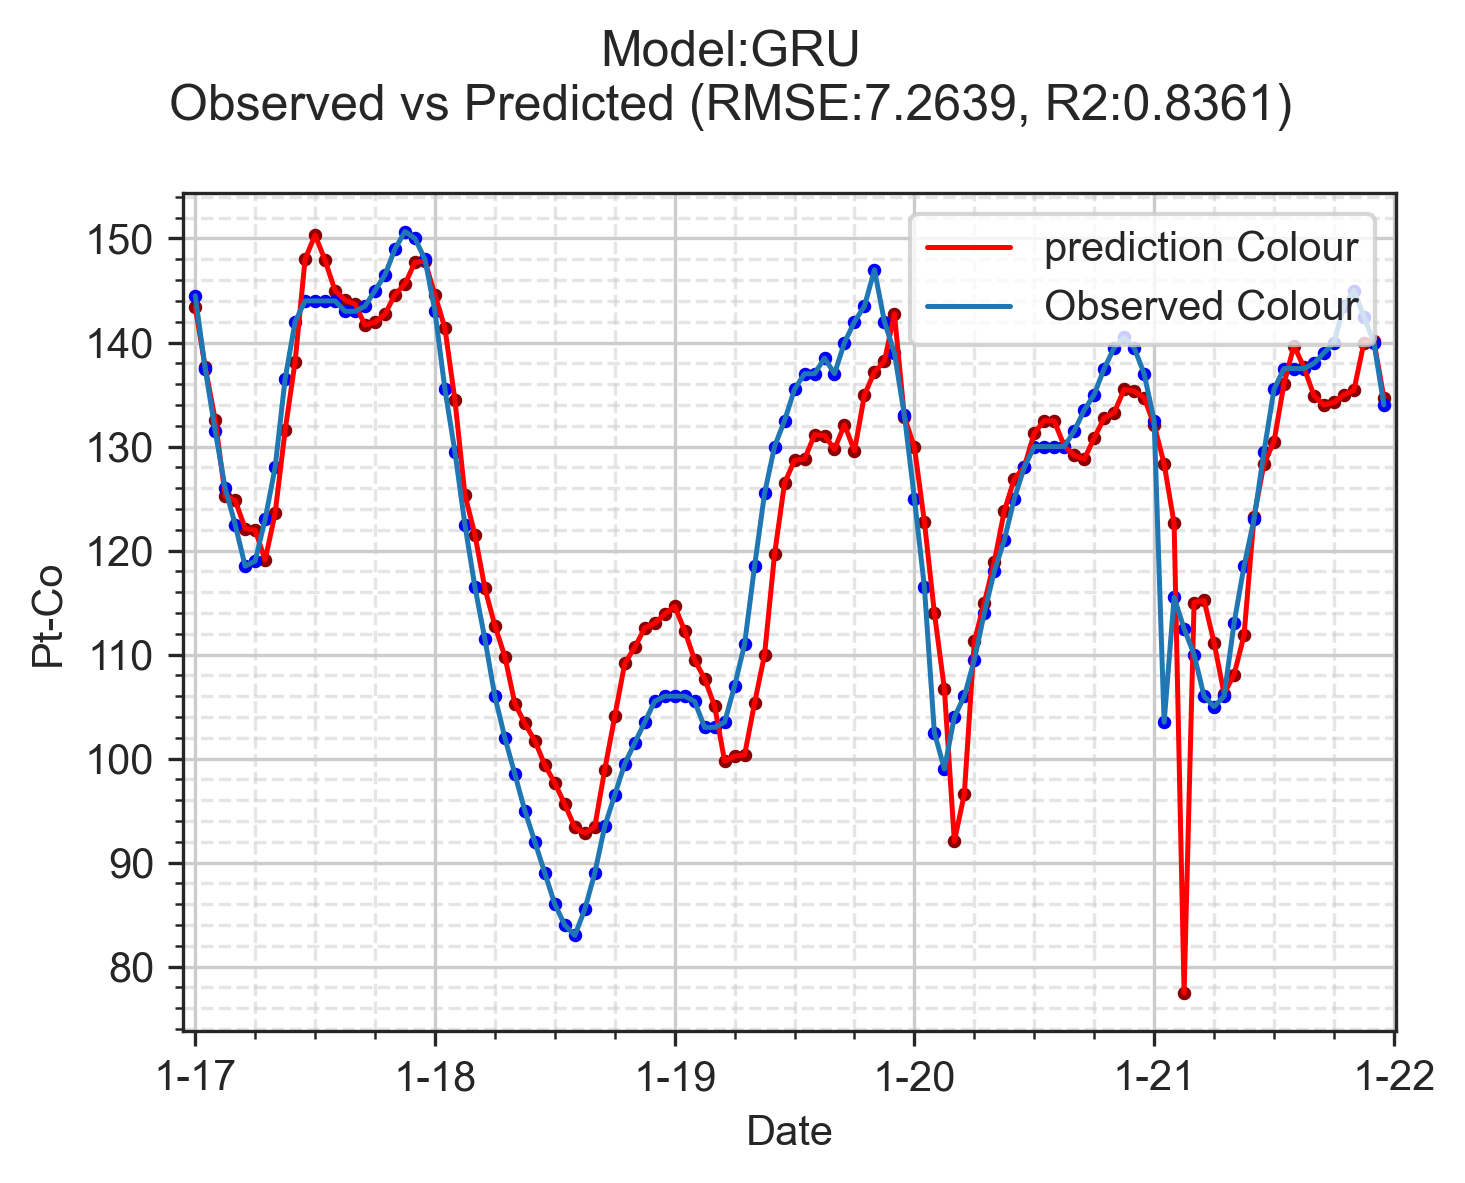 Model:GRU
Observed vs Predicted (RMSE:7.2639, R2:0.8361)
prediction Colour
Observed Colour
150
140
130
120
110
100
90
80
Pt-Co
1-17 1-18 1-19 1-20 1-21 1-22
Date